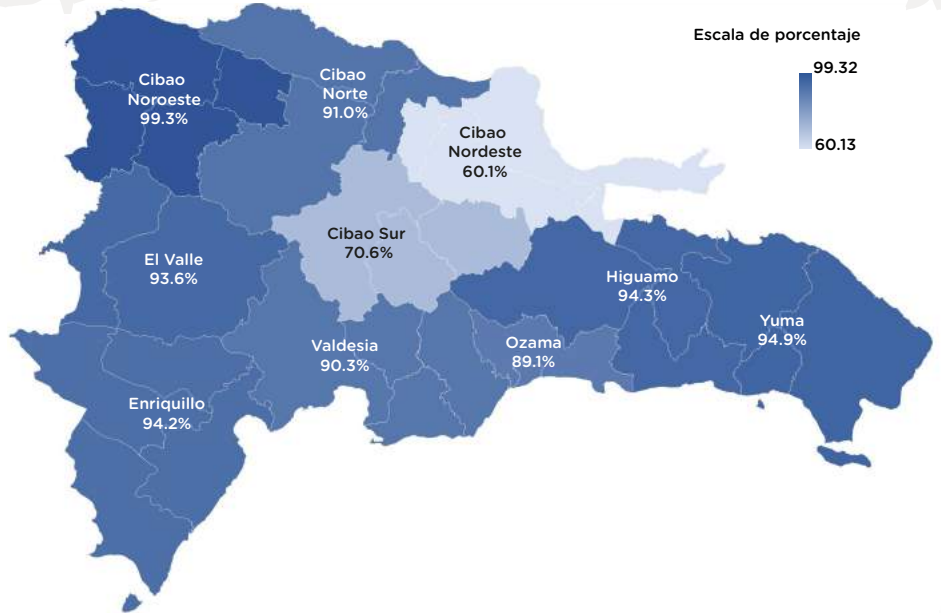 Escala de porcentaje
99.32
60.13
Cibao
Noroeste
99.3%
Cibao
Norte
91.0%
Cibao
Nordeste
60.1%
Cibao Sur
70.6%
El Valle
93.6%
Higuamo
94.3%
Yuma
94.9%
Valdesia
90.3%
Ozama
89.1%
Enriquillo
94.2%